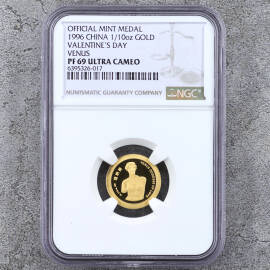 OFFICIAL MINT MEDAL
1996 CHINA 1/10oz GOLD
VALENTINE'S DAY
VENUS
PF 69 ULTRA CAMEO
6395326-017
NUMISMATIC GUARANTY COMPANY
NGC